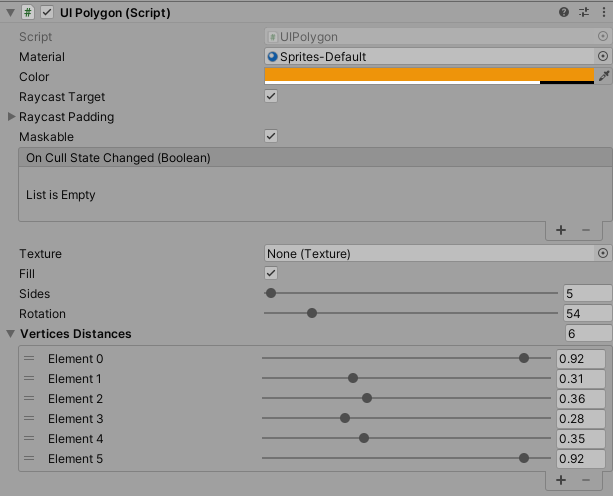 UI Polygon (Script)
Script UIPolygon
Material Sprites-Default
Color
Raycast Target
Raycast Padding
Maskable
On Cull State Changed (Boolean)
List is Empty
Texture None (Texture)
Fill
Sides 5
Rotation 54
Vertices Distances 6
Element 0 0.92
Element 1 0.31
Element 2 0.36
Element 3 0.28
Element 4 0.35
Element 5 0.92